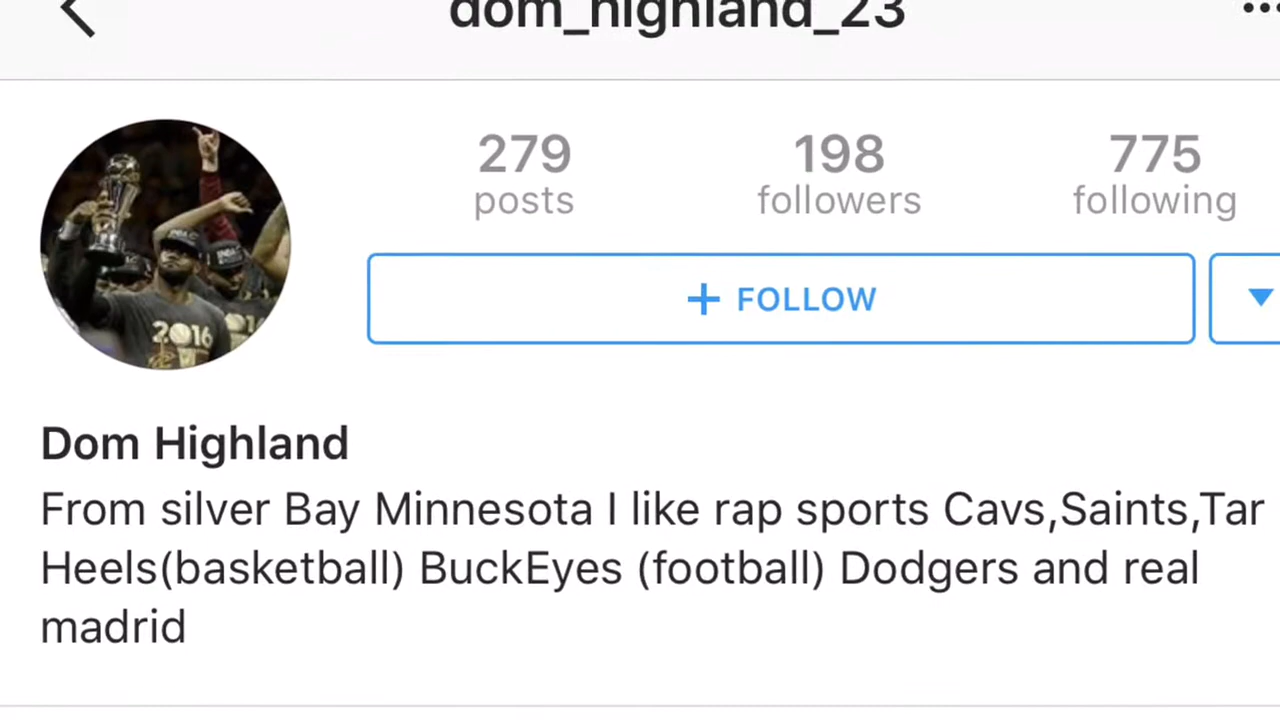 dom_highland_23
279 198 775
posts followers following
+ FOLLOW
2016
Dom Highland
From silver Bay Minnesota I like rap sports Cavs,Saints,Tar
Heels(basketball) BuckEyes (football) Dodgers and real
madrid